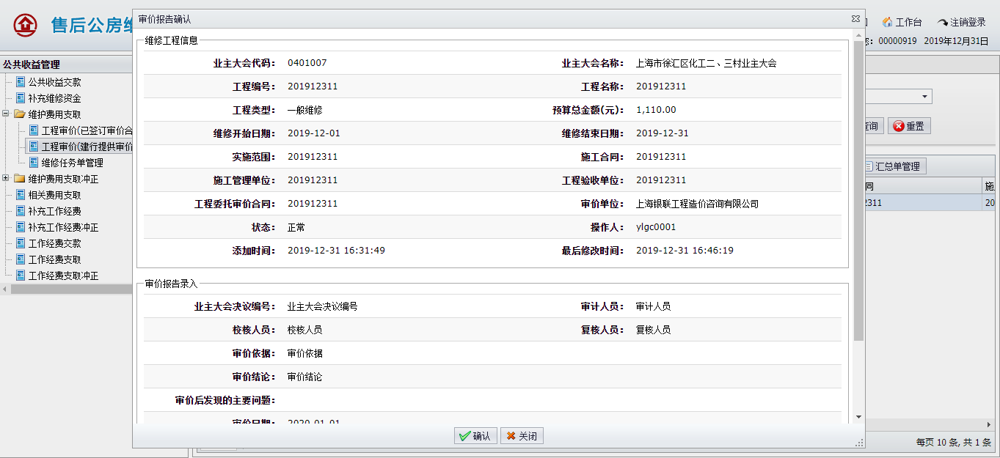 售后公房维
工作台 注销登录
00000919 2019年12月31日
公共收益管理
公共收益交款
补充维修资金
维护费用支取
工程审价(已签订审价合
工程审价(建行提供审价
维修任务单管理
维护费用支取冲正
相关费用支取
补充工作经费
补充工作经费冲正
工作经费交款
工作经费支取
工作经费支取冲正
审价报告确认
维修工程信息
业主大会代码： 0401007 业主大会名称： 上海市徐汇区化工二、三村业主大会
工程编号： 201912311 工程名称： 201912311
工程类型： 一般维修 预算总金额(元)： 1,110.00
维修开始日期： 2019-12-01 维修结束日期： 2019-12-31
实施范围： 201912311 施工合同： 201912311
施工管理单位： 201912311 工程验收单位： 201912311
工程委托审价合同： 201912311 审价单位： 上海银联工程造价咨询有限公司
状态： 正常 操作人： ylgc0001
添加时间： 2019-12-31 16:31:49 最后修改时间： 2019-12-31 16:46:19
审价报告录入
业主大会决议编号： 业主大会决议编号 审计人员： 审计人员
校核人员： 校核人员 复核人员： 复核人员
审价依据： 审价依据
审价结论： 审价结论
审价后发现的主要问题：
审价日期： 2020-01-01
确认 关闭
询 重置
汇总单管理
同 施
2311 20
每页 10 条, 共 1 条